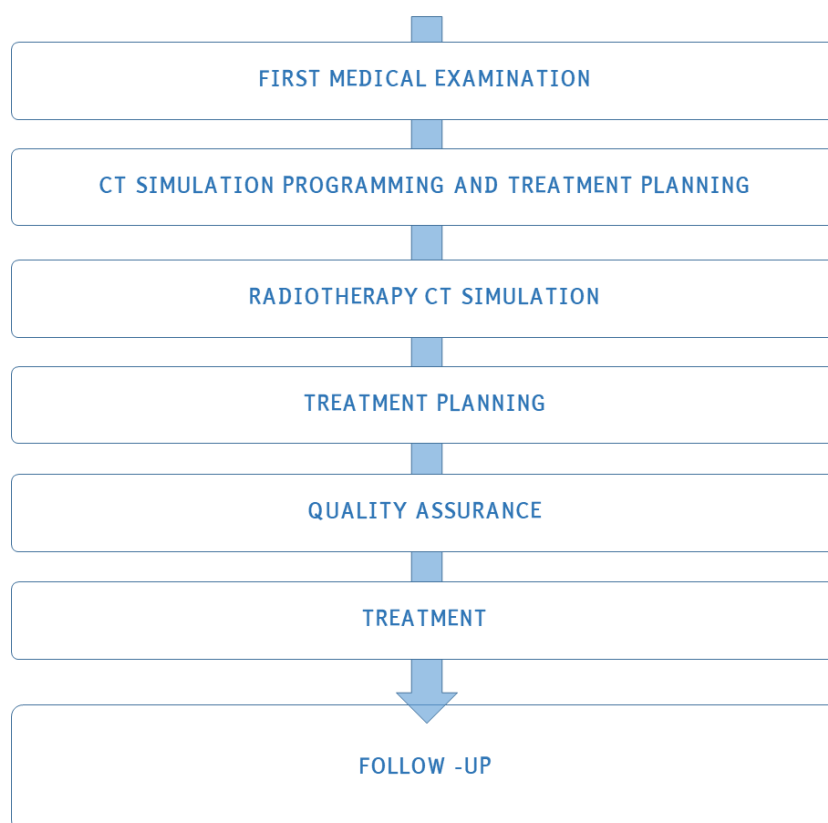 FIRST MEDICAL EXAMINATION
CT SIMULATION PROGRAMMING AND TREATMENT PLANNING
RADIOTHERAPY CT SIMULATION
TREATMENT PLANNING
QUALITY ASSURANCE
TREATMENT
FOLLOW -UP